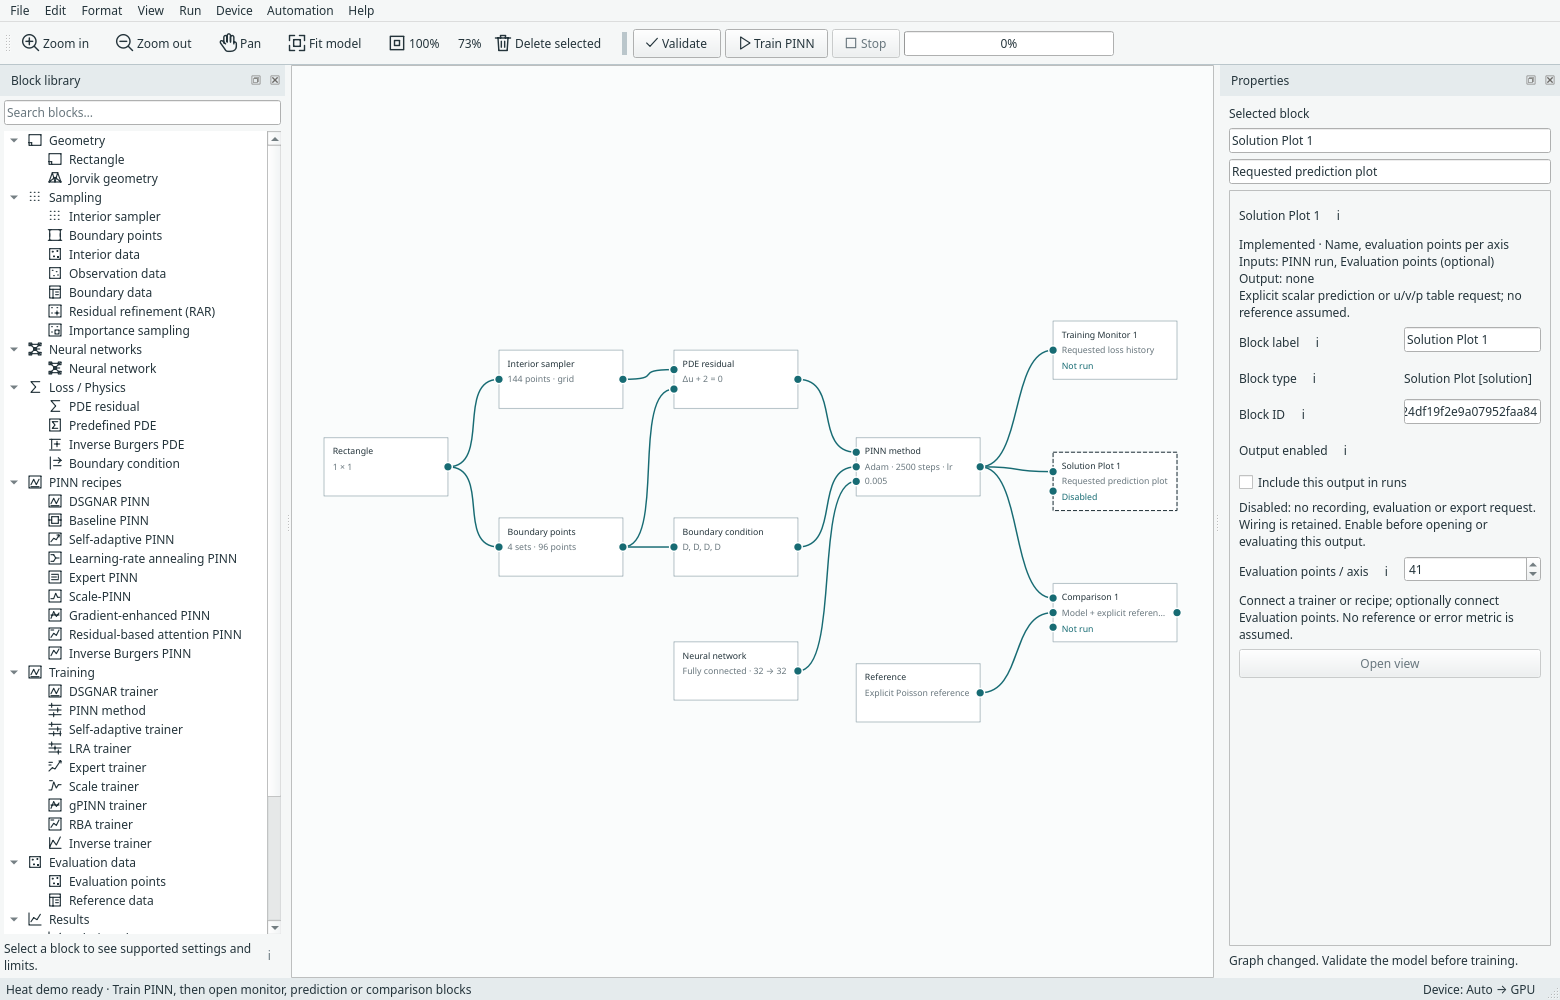 File Edit Format View Run Device Automation Help
Zoom in Zoom out Pan Fit model 100% 73% Delete selected Validate Train PINN Stop 0%
Block library
Search blocks...
Geometry
Rectangle
Jorvik geometry
Sampling
Interior sampler
Boundary points
Interior data
Observation data
Boundary data
Residual refinement (RAR)
Importance sampling
Neural networks
Neural network
Loss / Physics
PDE residual
Predefined PDE
Inverse Burgers PDE
Boundary condition
PINN recipes
DSGNAR PINN
Baseline PINN
Self-adaptive PINN
Learning-rate annealing PINN
Expert PINN
Scale-PINN
Gradient-enhanced PINN
Residual-based attention PINN
Inverse Burgers PINN
Training
DSGNAR trainer
PINN method
Self-adaptive trainer
LRA trainer
Expert trainer
Scale trainer
gPINN trainer
RBA trainer
Inverse trainer
Evaluation data
Evaluation points
Reference data
Results
Select a block to see supported settings and
limits.
i
Rectangle
1 × 1
Interior sampler
144 points · grid
Boundary points
4 sets · 96 points
PDE residual
Δu + 2 = 0
Boundary condition
D, D, D, D
Neural network
Fully connected · 32 → 32
PINN method
Adam · 2500 steps · lr
0.005
Reference
Explicit Poisson reference
Training Monitor 1
Requested loss history
Not run
Solution Plot 1
Requested prediction plot
Disabled
Comparison 1
Model + explicit referen...
Not run
Properties
Selected block
Solution Plot 1
Requested prediction plot
Solution Plot 1 i
Implemented · Name, evaluation points per axis
Inputs: PINN run, Evaluation points (optional)
Output: none
Explicit scalar prediction or u/v/p table request; no
reference assumed.
Block label i Solution Plot 1
Block type i Solution Plot [solution]
Block ID i 24df19f2e9a07952faa84
Output enabled i
Include this output in runs
Disabled: no recording, evaluation or export request.
Wiring is retained. Enable before opening or
evaluating this output.
Evaluation points / axis i 41
Connect a trainer or recipe; optionally connect
Evaluation points. No reference or error metric is
assumed.
Open view
Graph changed. Validate the model before training.
Heat demo ready · Train PINN, then open monitor, prediction or comparison blocks
Device: Auto → GPU